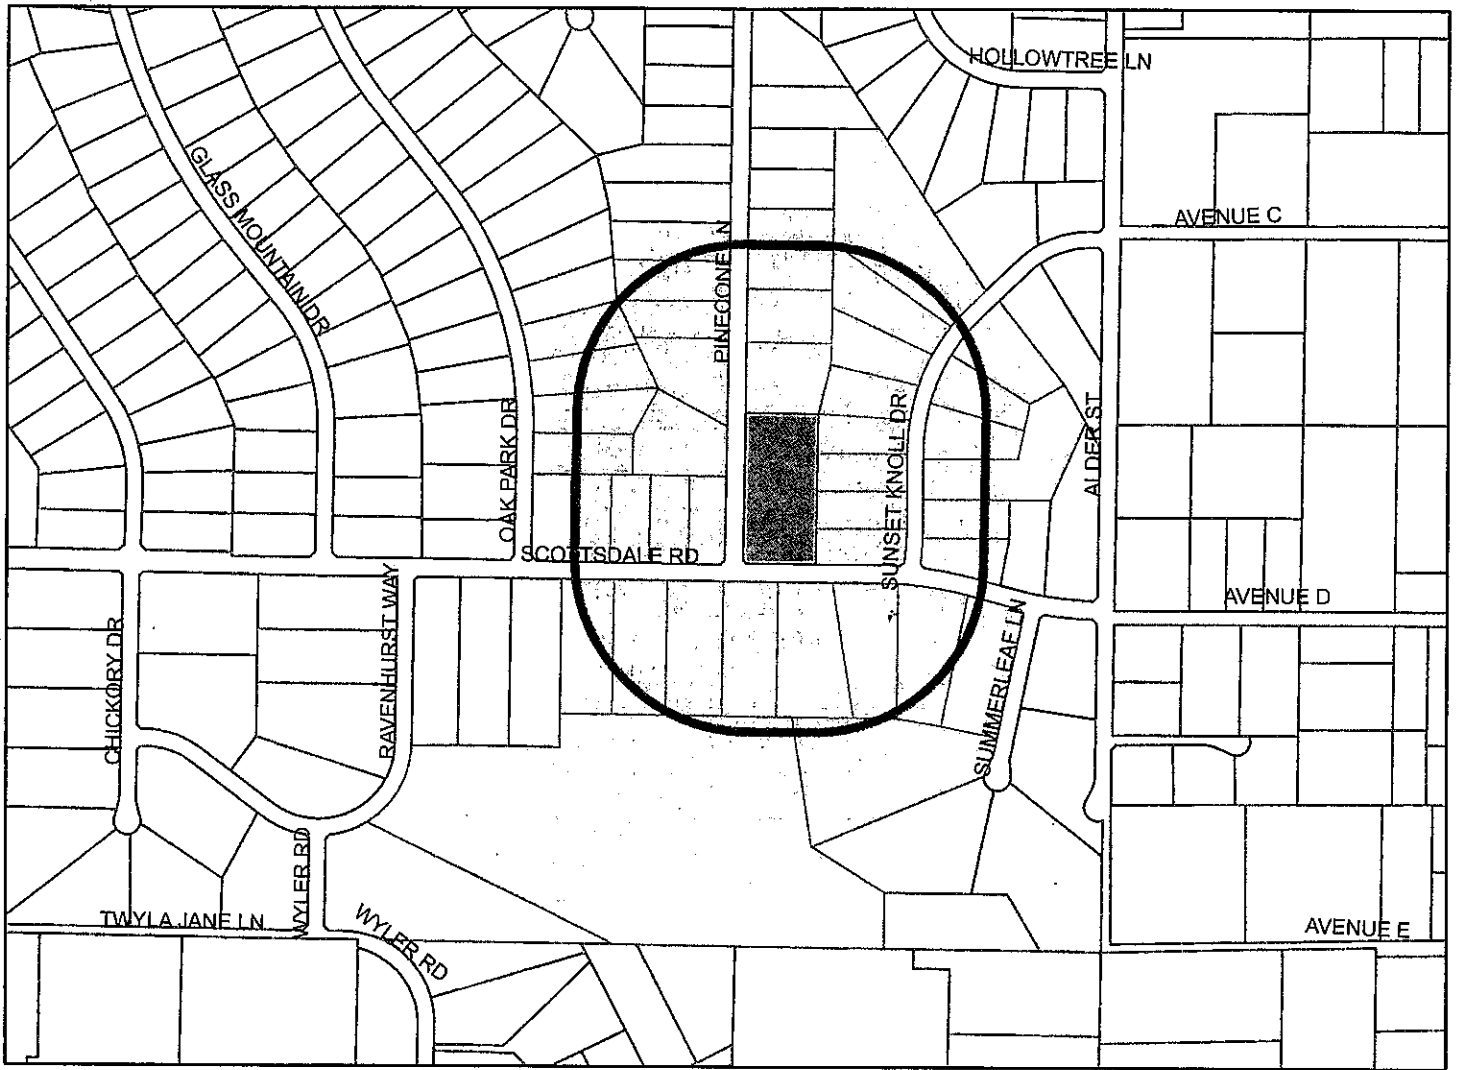 HOLLOWTREE LN
GLASS MOUNTAIN DR
AVENUE C
PINECONE N
OAK PARK DR
SUNSET KNOLL DR
ALDER ST
SCOTTSDALE RD
AVENUE D
RAVENHURST WAY
CHICKORY DR
SUMMERLEAF LN
WYLER RD
TWYLA JANE LN
WYLER RD
AVENUE E